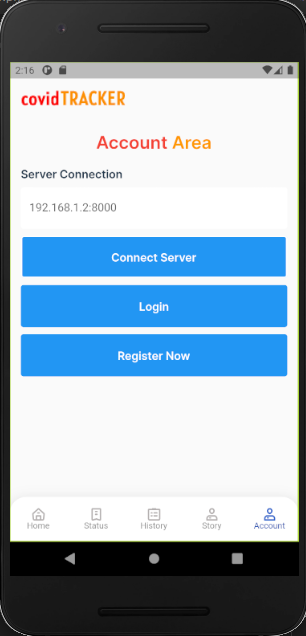 2:16
covidTRACKER
Account Area
Server Connection
192.168.1.2:8000
Connect Server
Login
Register Now
Home Status History Story Account